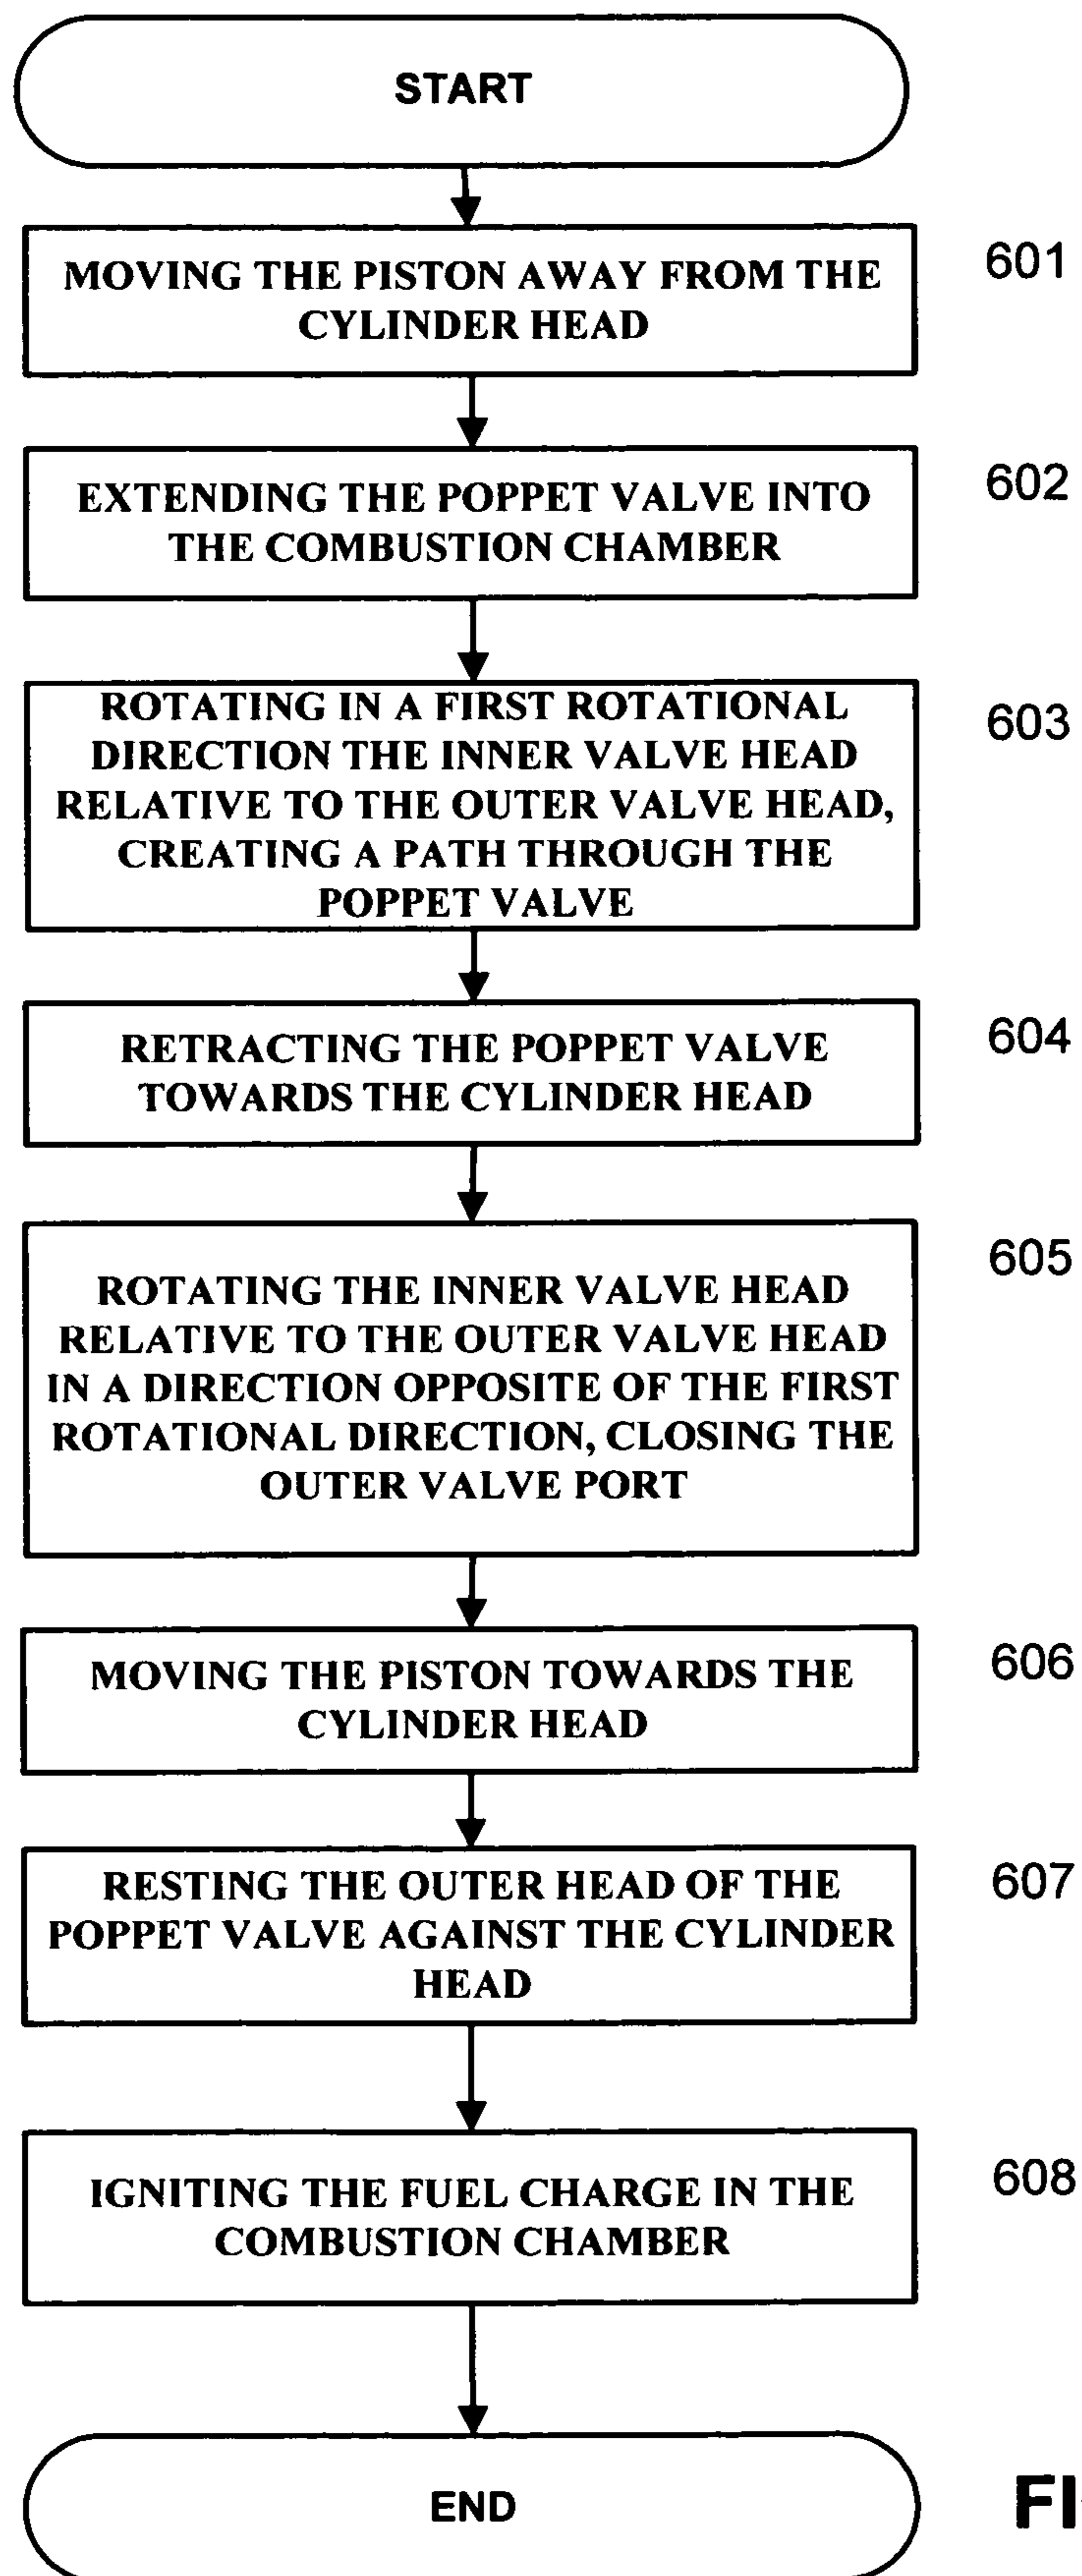 START
MOVING THE PISTON AWAY FROM THE
CYLINDER HEAD
601
EXTENDING THE POPPET VALVE INTO
THE COMBUSTION CHAMBER
602
ROTATING IN A FIRST ROTATIONAL
DIRECTION THE INNER VALVE HEAD
RELATIVE TO THE OUTER VALVE HEAD,
CREATING A PATH THROUGH THE
POPPET VALVE
603
RETRACTING THE POPPET VALVE
TOWARDS THE CYLINDER HEAD
604
ROTATING THE INNER VALVE HEAD
RELATIVE TO THE OUTER VALVE HEAD
IN A DIRECTION OPPOSITE OF THE FIRST
ROTATIONAL DIRECTION, CLOSING THE
OUTER VALVE PORT
605
MOVING THE PISTON TOWARDS THE
CYLINDER HEAD
606
RESTING THE OUTER HEAD OF THE
POPPET VALVE AGAINST THE CYLINDER
HEAD
607
IGNITING THE FUEL CHARGE IN THE
COMBUSTION CHAMBER
608
END